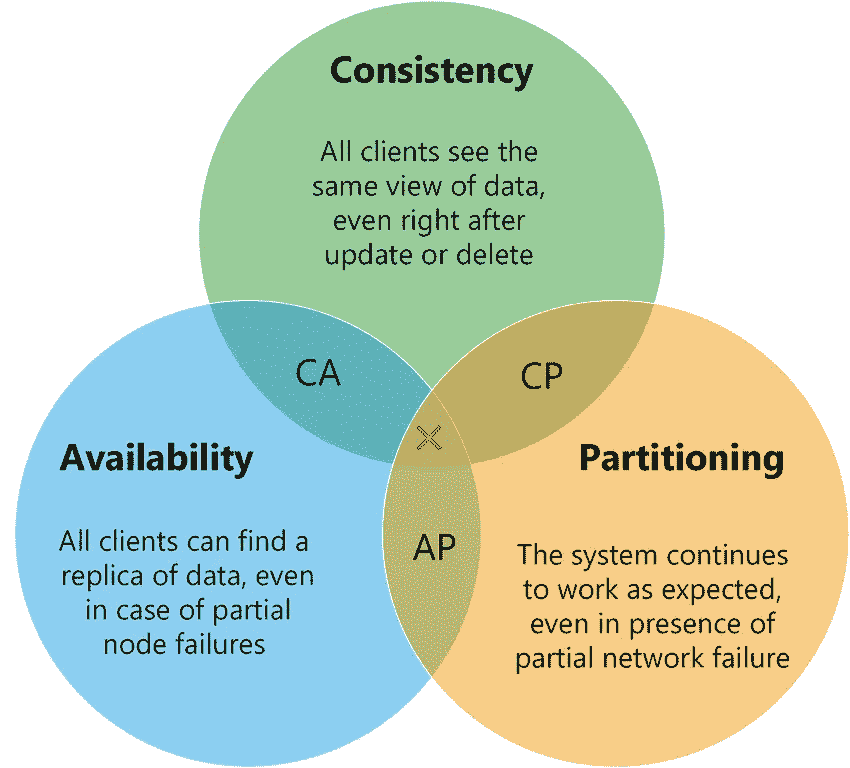 Consistency
All clients see the
same view of data,
even right after
update or delete
CA
CP
Availability
All clients can find a
replica of data, even
in case of partial
node failures
AP
Partitioning
The system continues
to work as expected,
even in presence of
partial network failure